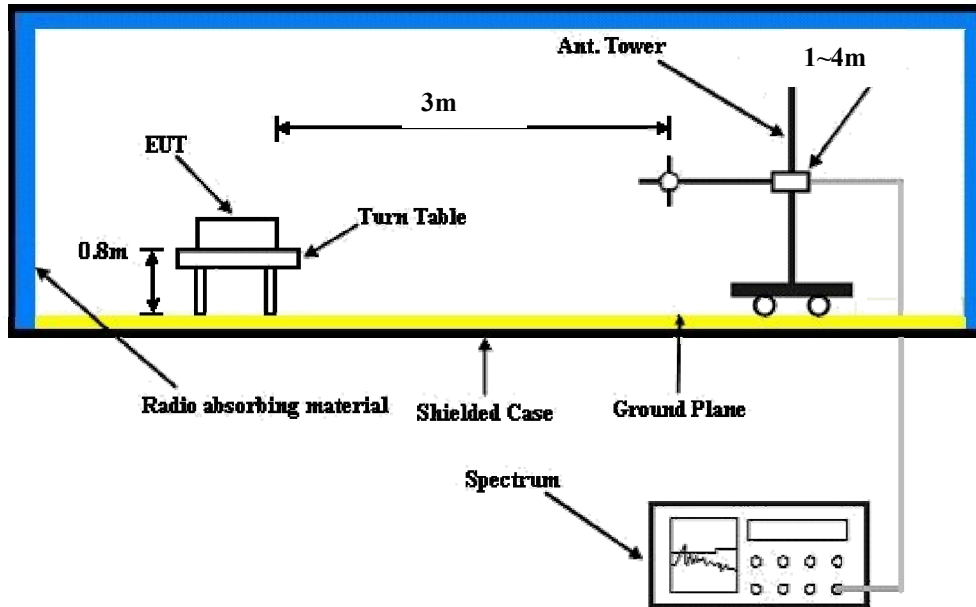 Ant. Tower
1~4m
3m
EUT
Turn Table
0.8m
Radio absorbing material
Shielded Case
Ground Plane
Spectrum